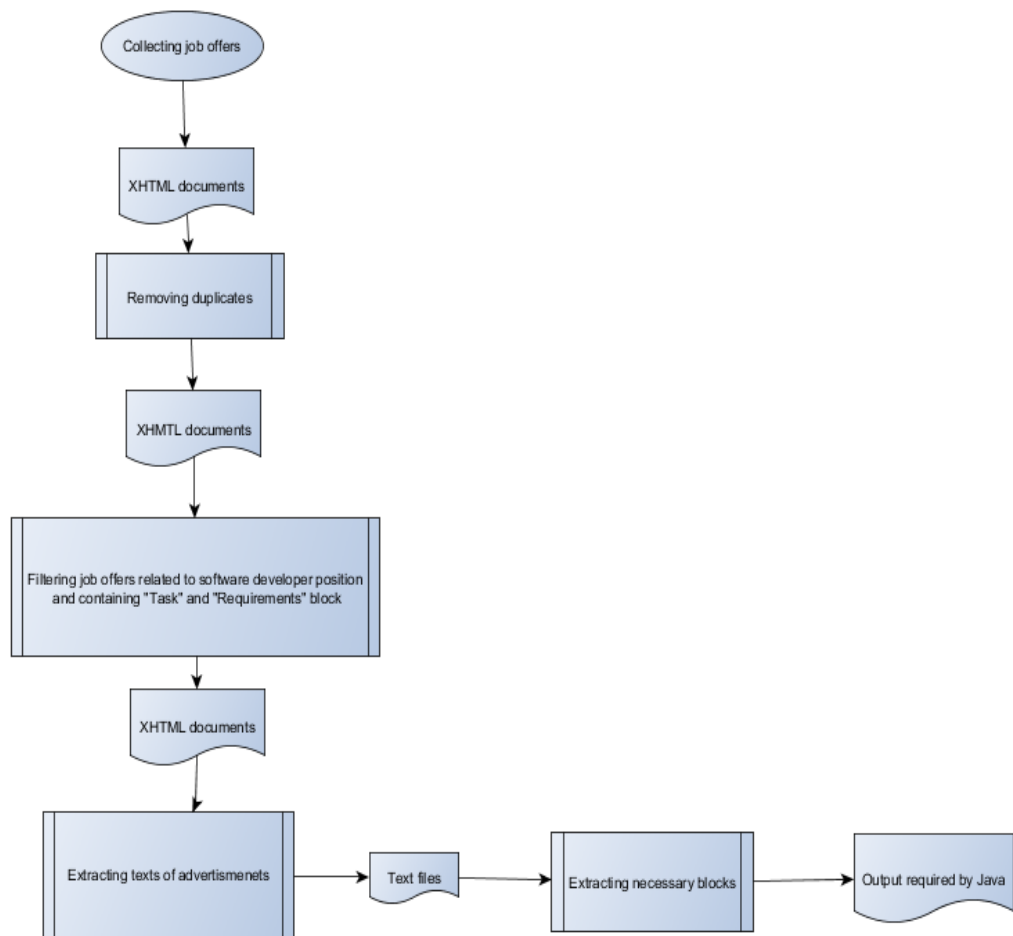 Collecting job offers
XHTML documents
Removing duplicates
XHMTL documents
Filtering job offers related to software developer position
and containing "Task" and "Requirements" block
XHTML documents
Extracting texts of advertismenets
Text files
Extracting necessary blocks
Output required by Java